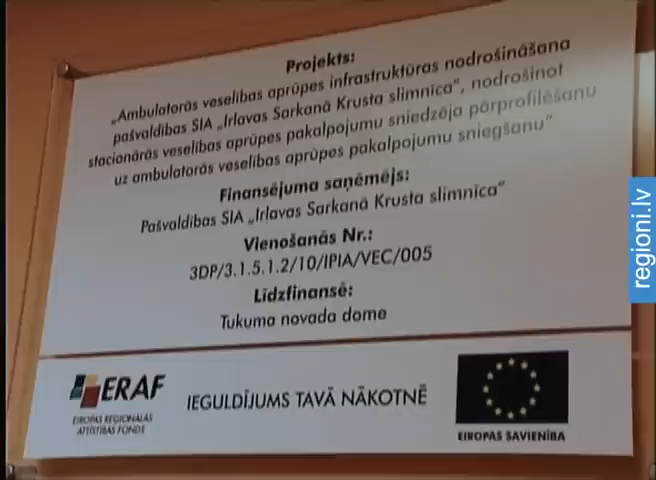 Projekts:
„Ambulatorās veselības aprūpes infrastruktūras nodrošināšana
pašvaldības SIA „Irlavas Sarkanā Krusta slimnīca”, nodrošinot
stacionārās veselības aprūpes pakalpojumu sniedzēja pārprofilēšanu
uz ambulatorās veselības aprūpes pakalpojumu sniegšanu”
Finansējuma saņēmējs:
Pašvaldības SIA „Irlavas Sarkanā Krusta slimnīca”
Vienošanās Nr.:
3DP/3.1.5.1.2/10/IPIA/VEC/005
Līdzfinansē:
Tukuma novada dome
ERAF
EIROPAS REĢIONĀLĀS
ATTĪSTĪBAS FONDS
IEGULDĪJUMS TAVĀ NĀKOTNĒ
EIROPAS SAVIENĪBA
regioni.lv